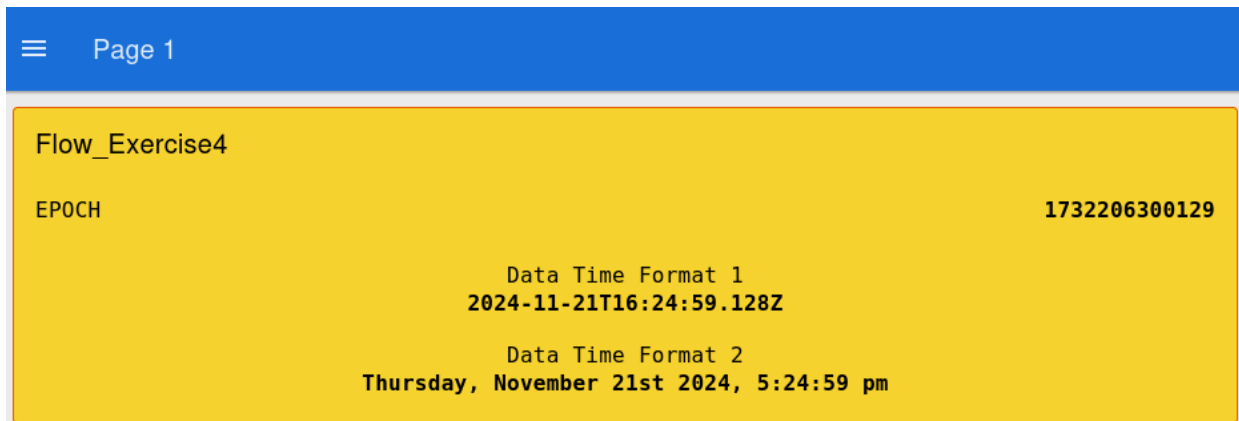 Page 1
Flow_Exercise4
EPOCH 1732206300129
Data Time Format 1
2024-11-21T16:24:59.128Z
Data Time Format 2
Thursday, November 21st 2024, 5:24:59 pm